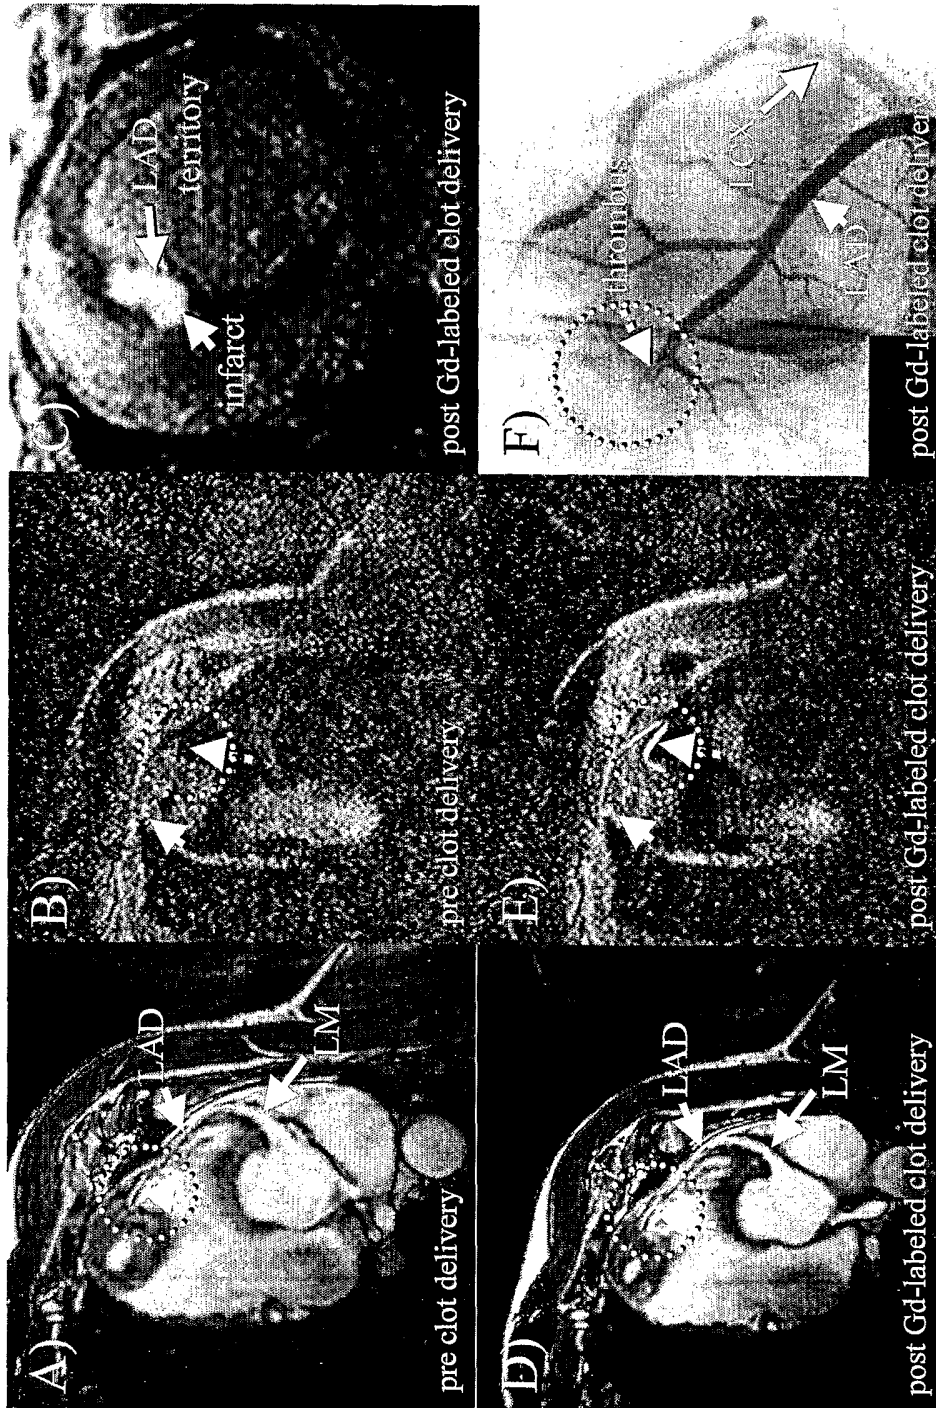 A)
LAD
LM
pre clot delivery
B)
pre clot delivery
C)
LAD
territory
infarct
post Gd-labeled clot delivery
D)
LAD
LM
post Gd-labeled clot delivery
E)
post Gd-labeled clot delivery
F)
thrombus
LCX
LAD
post Gd-labeled clot delivery